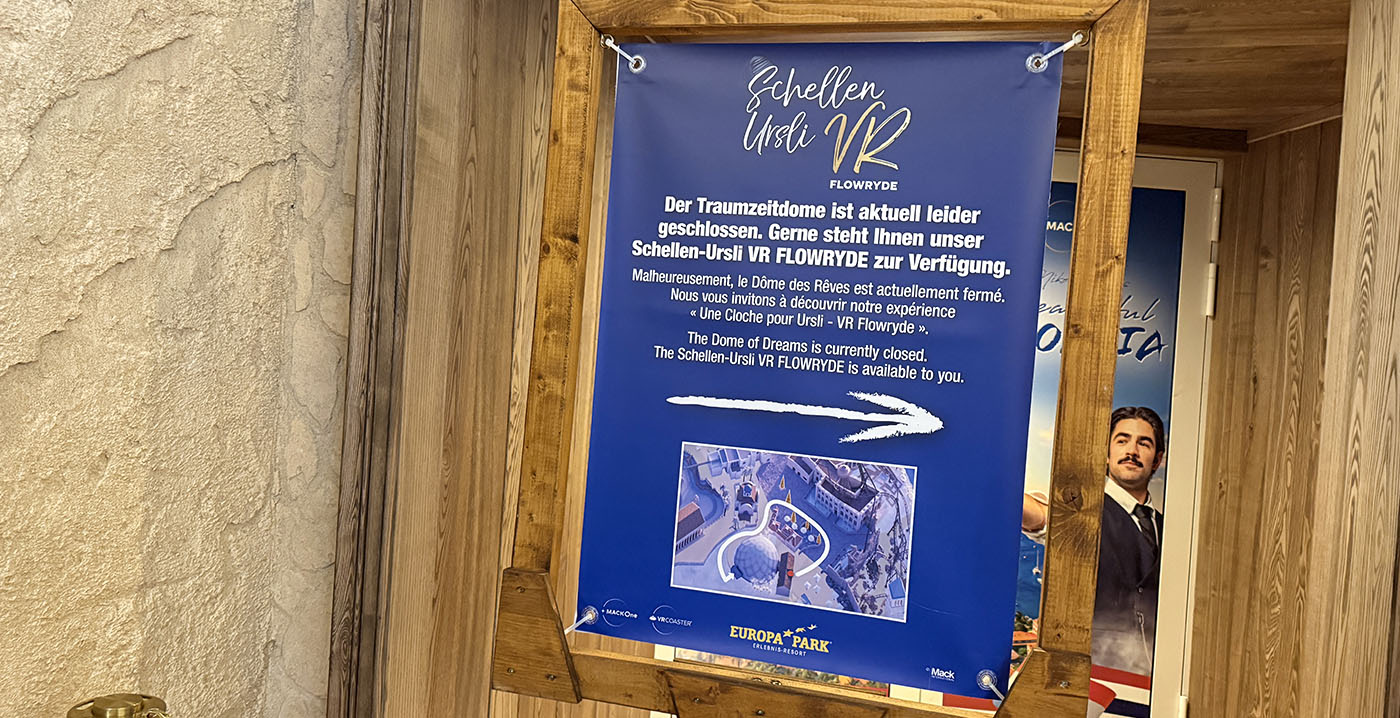 Schellen
Ursli VR
FLOWRYDE
Der Traumzeitdome ist aktuell leider
geschlossen. Gerne steht Ihnen unser
Schellen-Ursli VR FLOWRYDE zur Verfügung.
Malheureusement, le Dôme des Rêves est actuellement fermé.
Nous vous invitons à découvrir notre expérience
« Une Cloche pour Ursli - VR Flowryde ».
The Dome of Dreams is currently closed.
The Schellen-Ursli VR FLOWRYDE is available to you.
MACKOne
VRCOASTER
EUROPA PARK
ERLEBNIS-RESORT
Mack
MACK